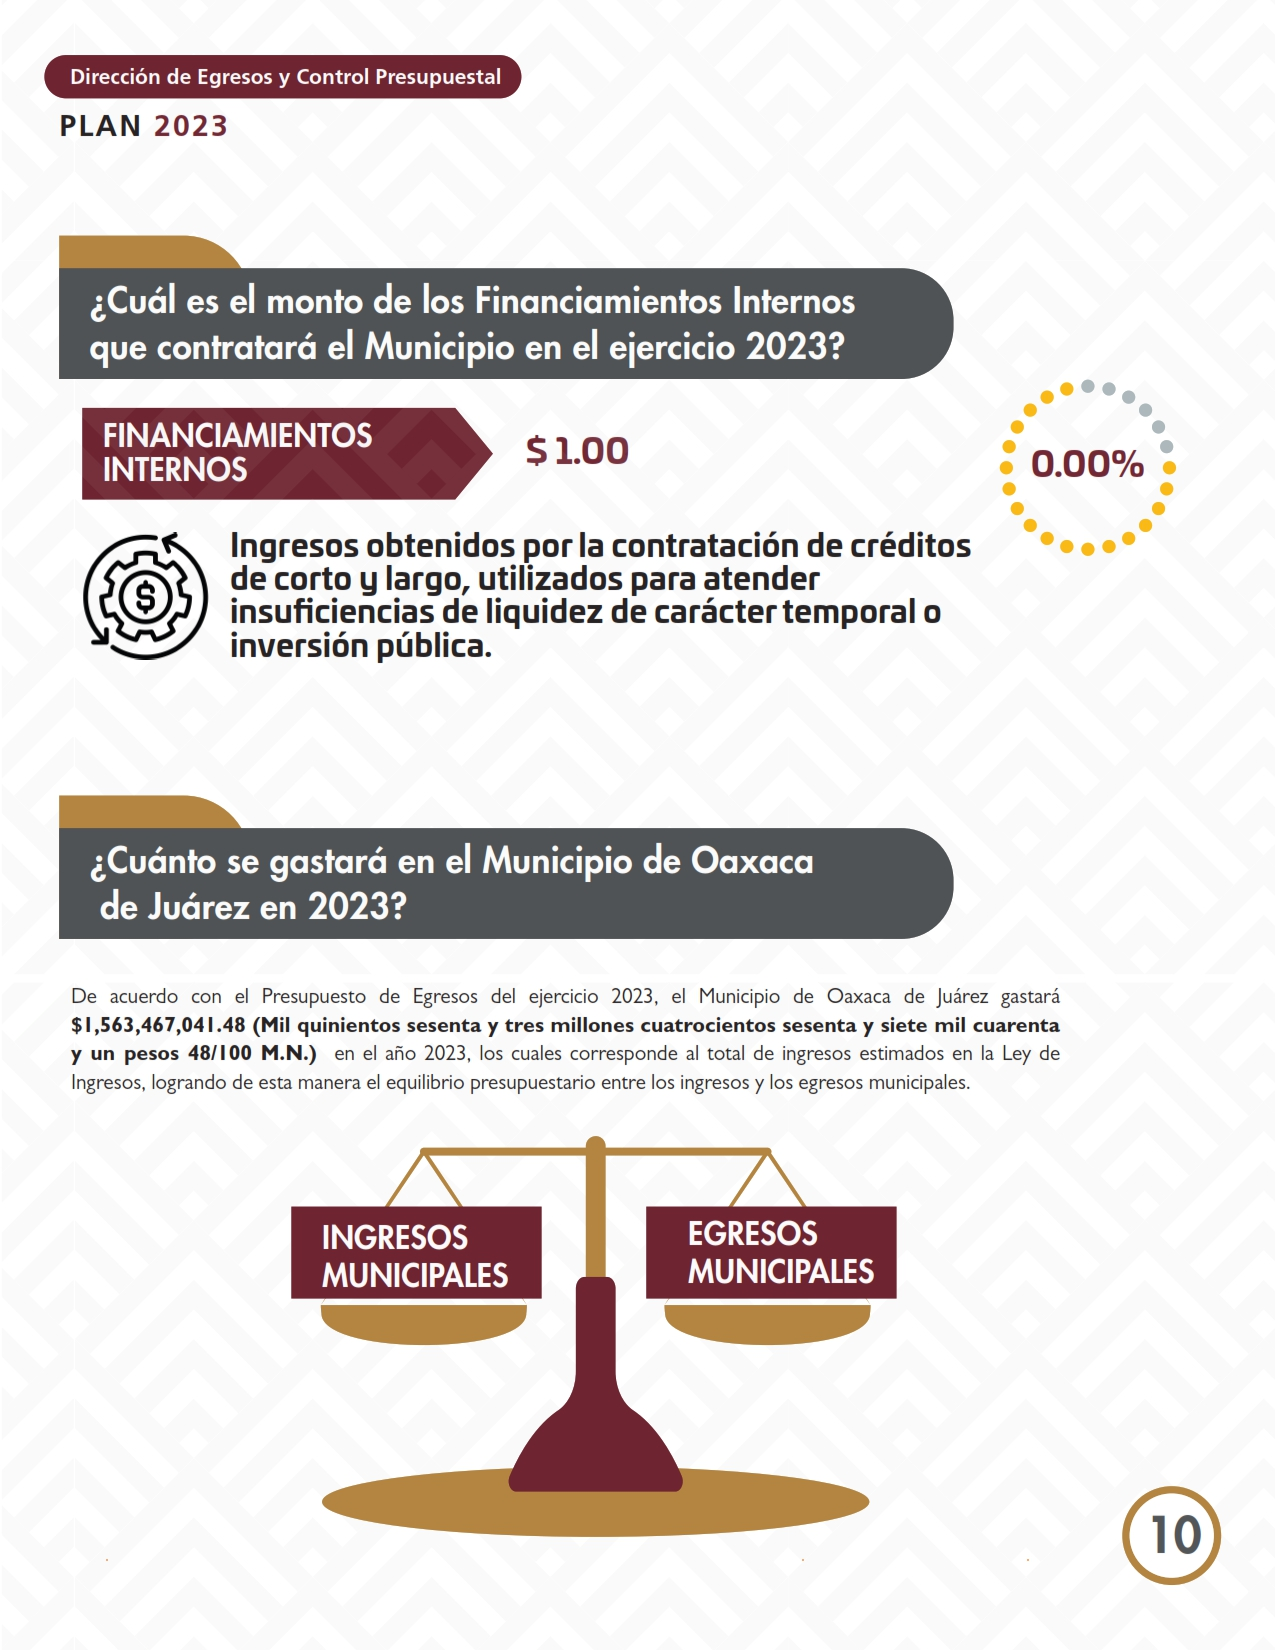 Dirección de Egresos y Control Presupuestal
PLAN 2023
¿Cuál es el monto de los Financiamientos Internos
que contratará el Municipio en el ejercicio 2023?
FINANCIAMIENTOS
INTERNOS
$ 1.00
0.00%
Ingresos obtenidos por la contratación de créditos
de corto y largo, utilizados para atender
insuficiencias de liquidez de carácter temporal o
inversión pública.
$
¿Cuánto se gastará en el Municipio de Oaxaca
de Juárez en 2023?
De acuerdo con el Presupuesto de Egresos del ejercicio 2023, el Municipio de Oaxaca de Juárez gastará
$1,563,467,041.48 (Mil quinientos sesenta y tres millones cuatrocientos sesenta y siete mil cuarenta
y un pesos 48/100 M.N.) en el año 2023, los cuales corresponde al total de ingresos estimados en la Ley de
Ingresos, logrando de esta manera el equilibrio presupuestario entre los ingresos y los egresos municipales.
INGRESOS
MUNICIPALES
EGRESOS
MUNICIPALES
10